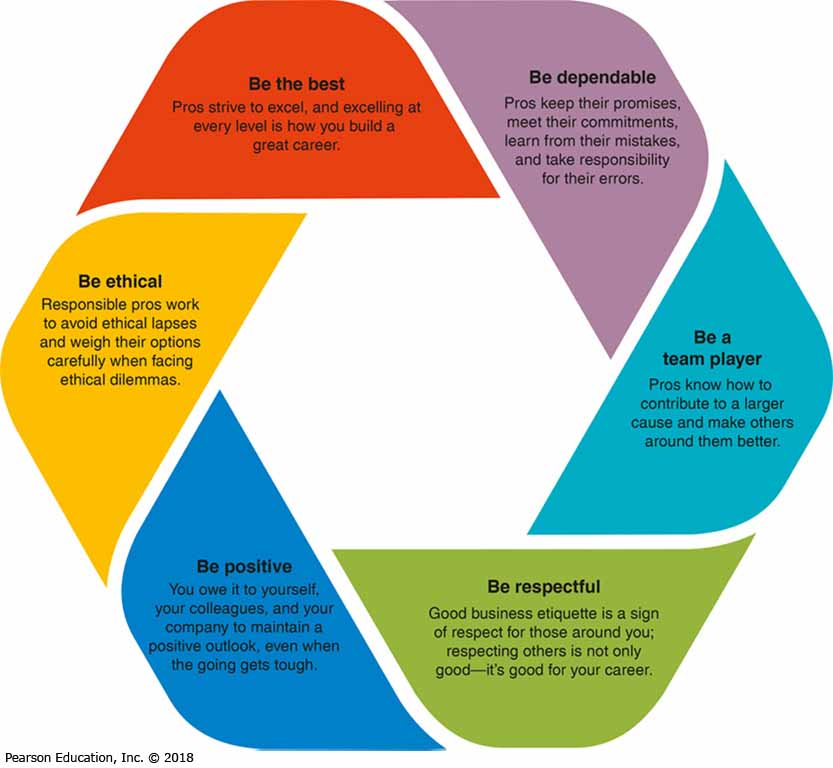 Be the best
Pros strive to excel, and excelling at
every level is how you build a
great career.
Be dependable
Pros keep their promises,
meet their commitments,
learn from their mistakes,
and take responsibility
for their errors.
Be a
team player
Pros know how to
contribute to a larger
cause and make others
around them better.
Be respectful
Good business etiquette is a sign
of respect for those around you;
respecting others is not only
good—it's good for your career.
Be positive
You owe it to yourself,
your colleagues, and your
company to maintain a
positive outlook, even when
the going gets tough.
Be ethical
Responsible pros work
to avoid ethical lapses
and weigh their options
carefully when facing
ethical dilemmas.
Pearson Education, Inc. © 2018